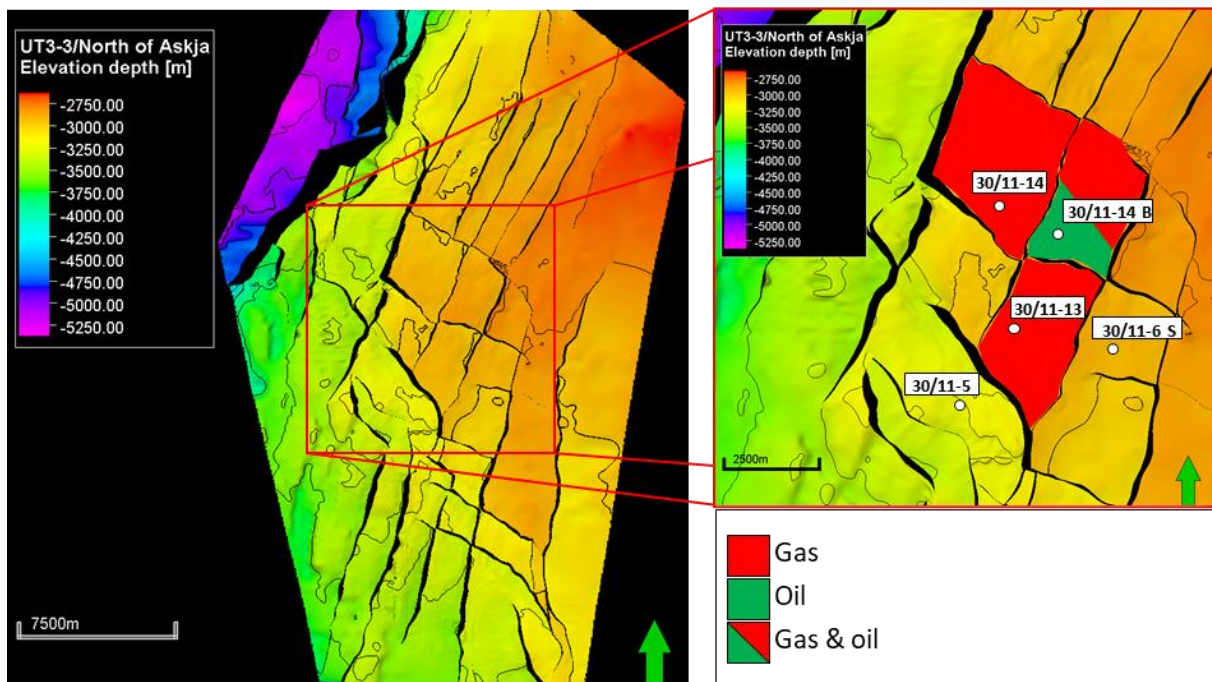 UT3-3/North of Askja
Elevation depth [m]
-2750.00
-3000.00
-3250.00
-3500.00
-3750.00
-4000.00
-4250.00
-4500.00
-4750.00
-5000.00
-5250.00
7500m
UT3-3/North of Askja
Elevation depth [m]
-2750.00
-3000.00
-3250.00
-3500.00
-3750.00
-4000.00
-4250.00
-4500.00
-4750.00
-5000.00
-5250.00
30/11-14
30/11-14 B
30/11-13
30/11-6 S
30/11-5
2500m
Gas
Oil
Gas & oil